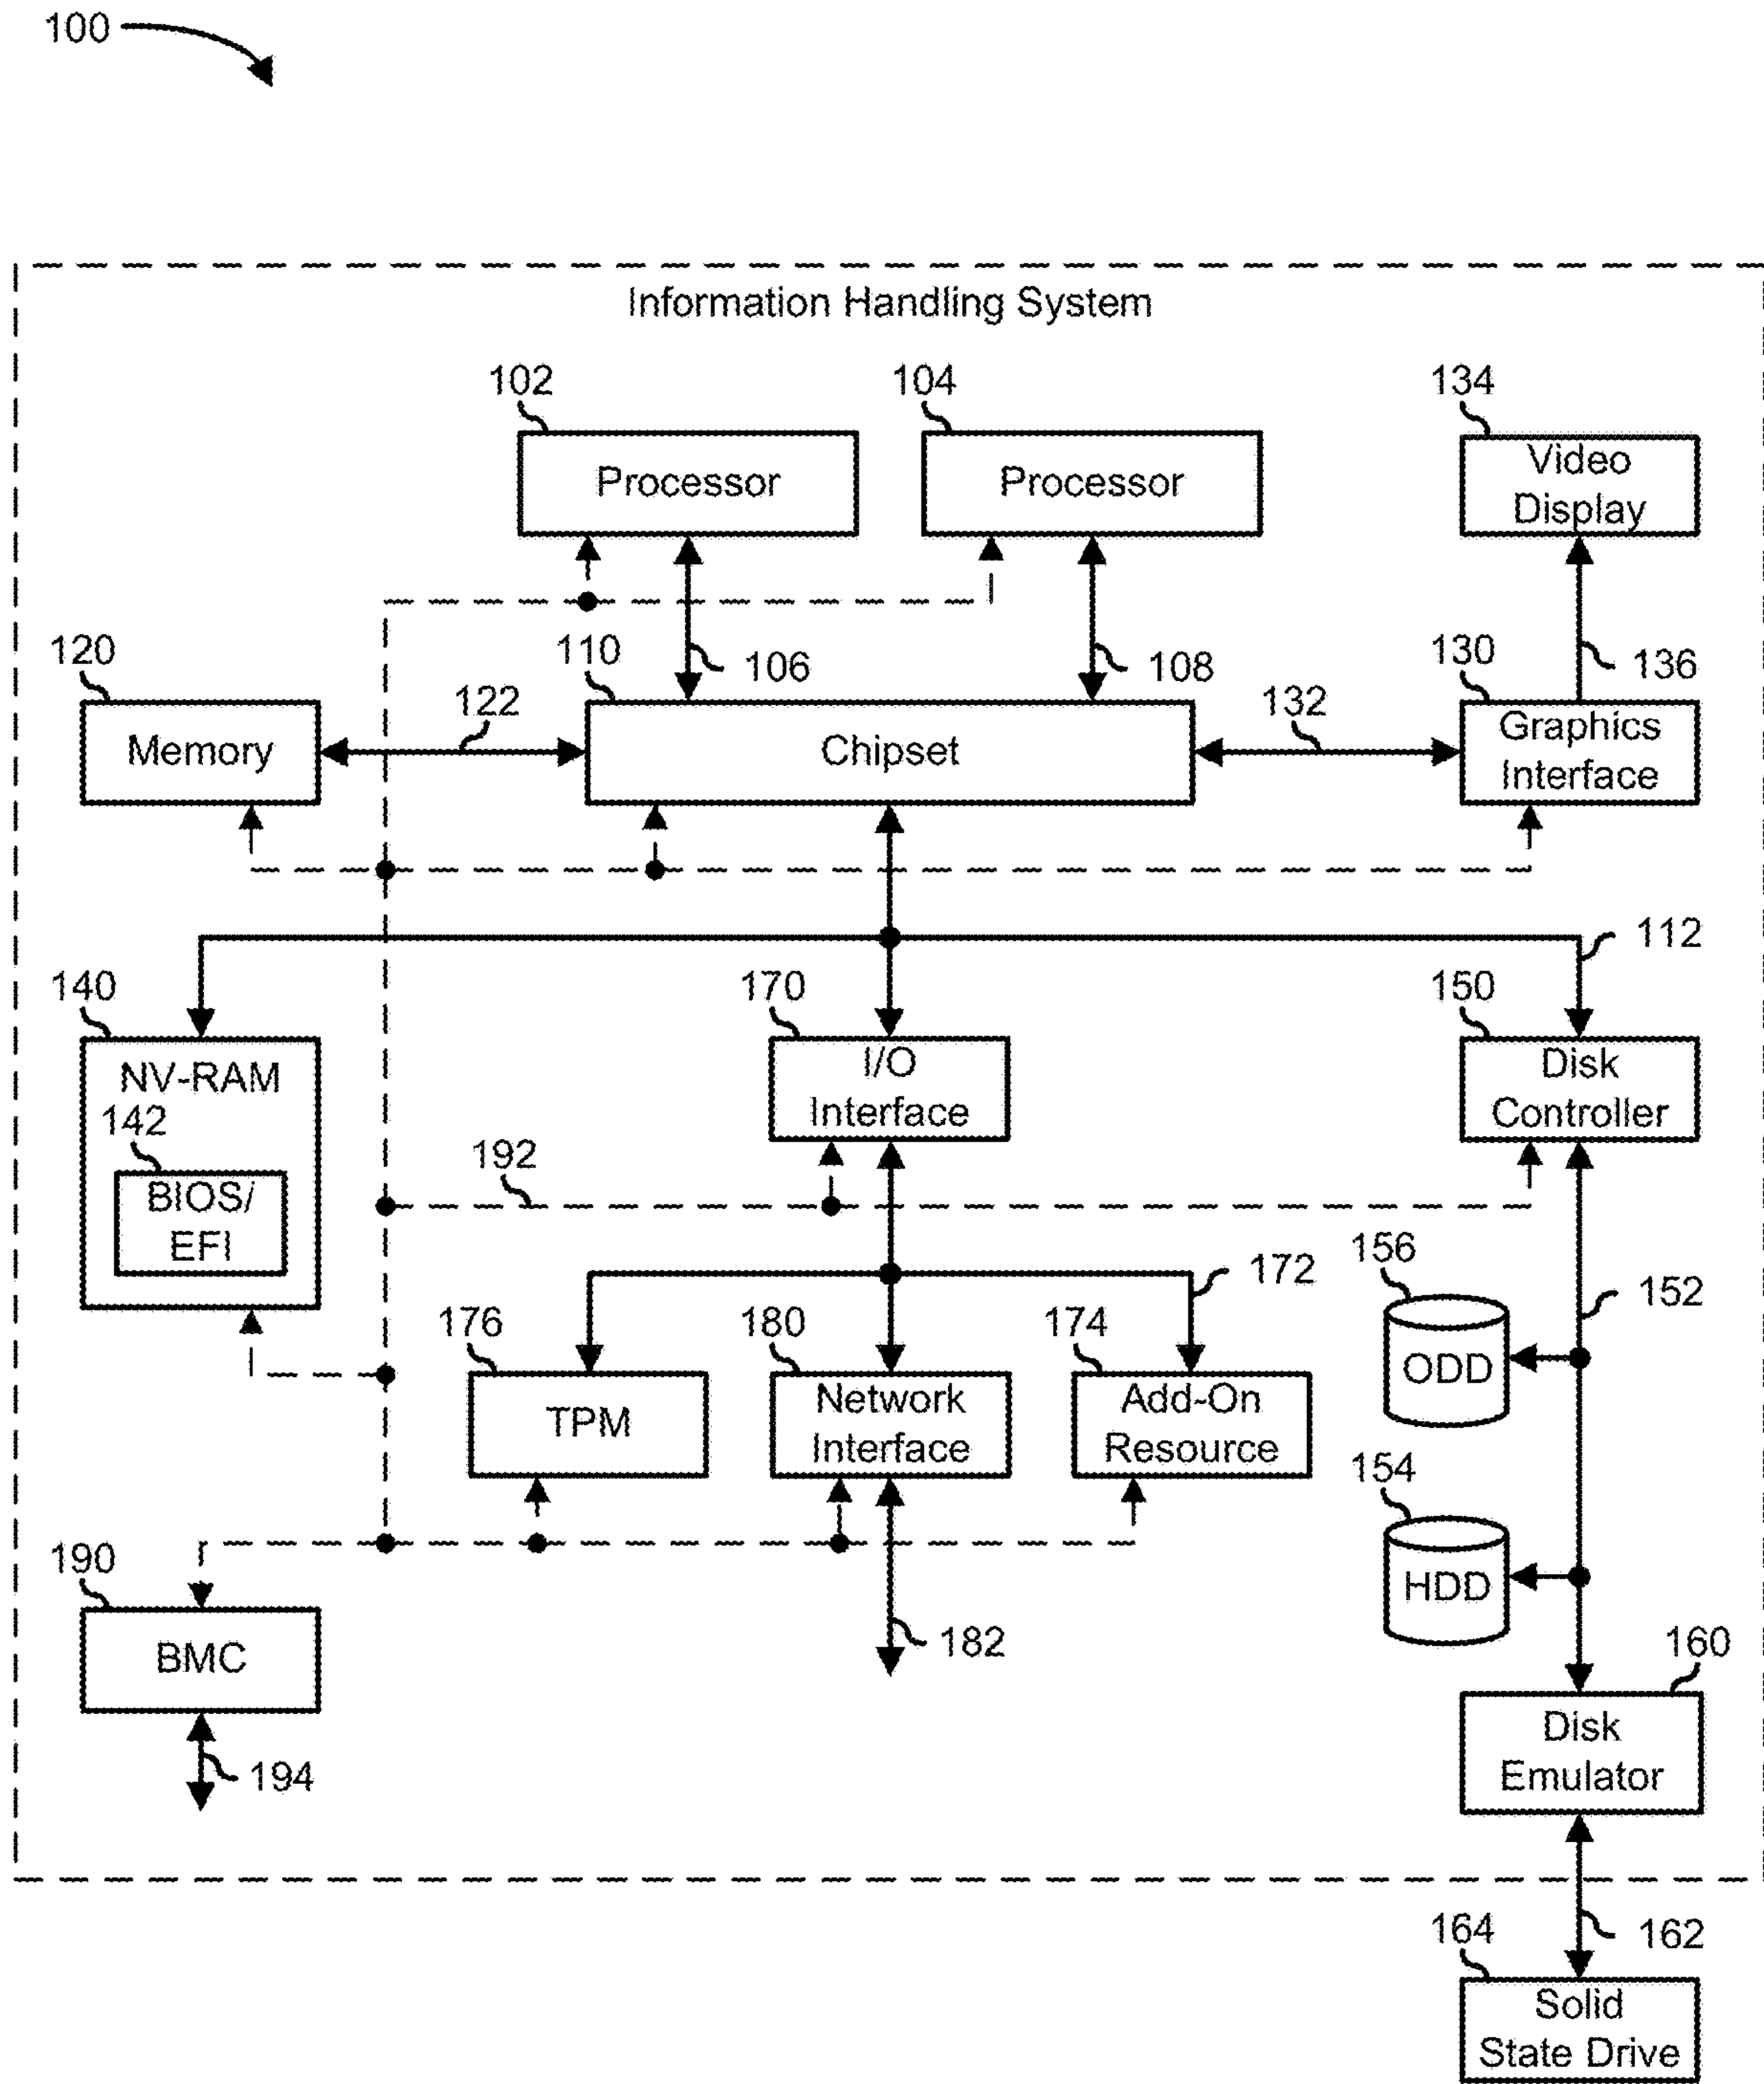 100
Information Handling System
102
104
134
Processor
Processor
Video
Display
120
110
106
108
130
136
122
132
Memory
Chipset
Graphics
Interface
112
140
170
150
NV-RAM
I/O
Interface
Disk
Controller
142
BIOS/
EFI
192
156
172
152
176
180
174
ODD
TPM
Network
Interface
Add-On
Resource
154
190
HDD
BMC
182
160
194
Disk
Emulator
164
162
Solid
State Drive